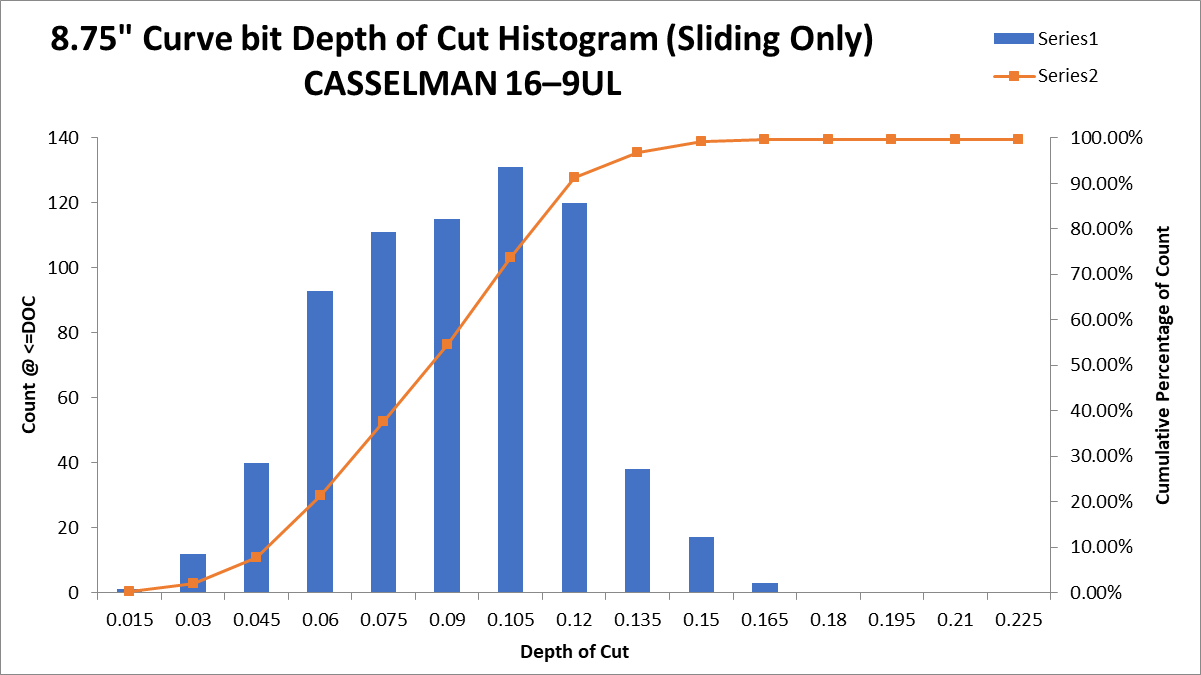 8.75" Curve bit Depth of Cut Histogram (Sliding Only)
CASSELMAN 16–9UL
Series1
Series2
140
120
100
80
60
40
20
0
Count @ <=DOC
100.00%
90.00%
80.00%
70.00%
60.00%
50.00%
40.00%
30.00%
20.00%
10.00%
0.00%
Cumulative Percentage of Count
0.015 0.03 0.045 0.06 0.075 0.09 0.105 0.12 0.135 0.15 0.165 0.18 0.195 0.21 0.225
Depth of Cut